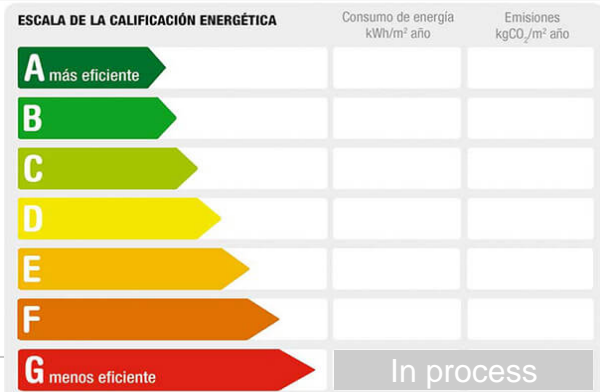 ESCALA DE LA CALIFICACIÓN ENERGÉTICA
Consumo de energía
kWh/m² año
Emisiones
kgCO₂/m² año
A más eficiente
B
C
D
E
F
G menos eficiente
In process